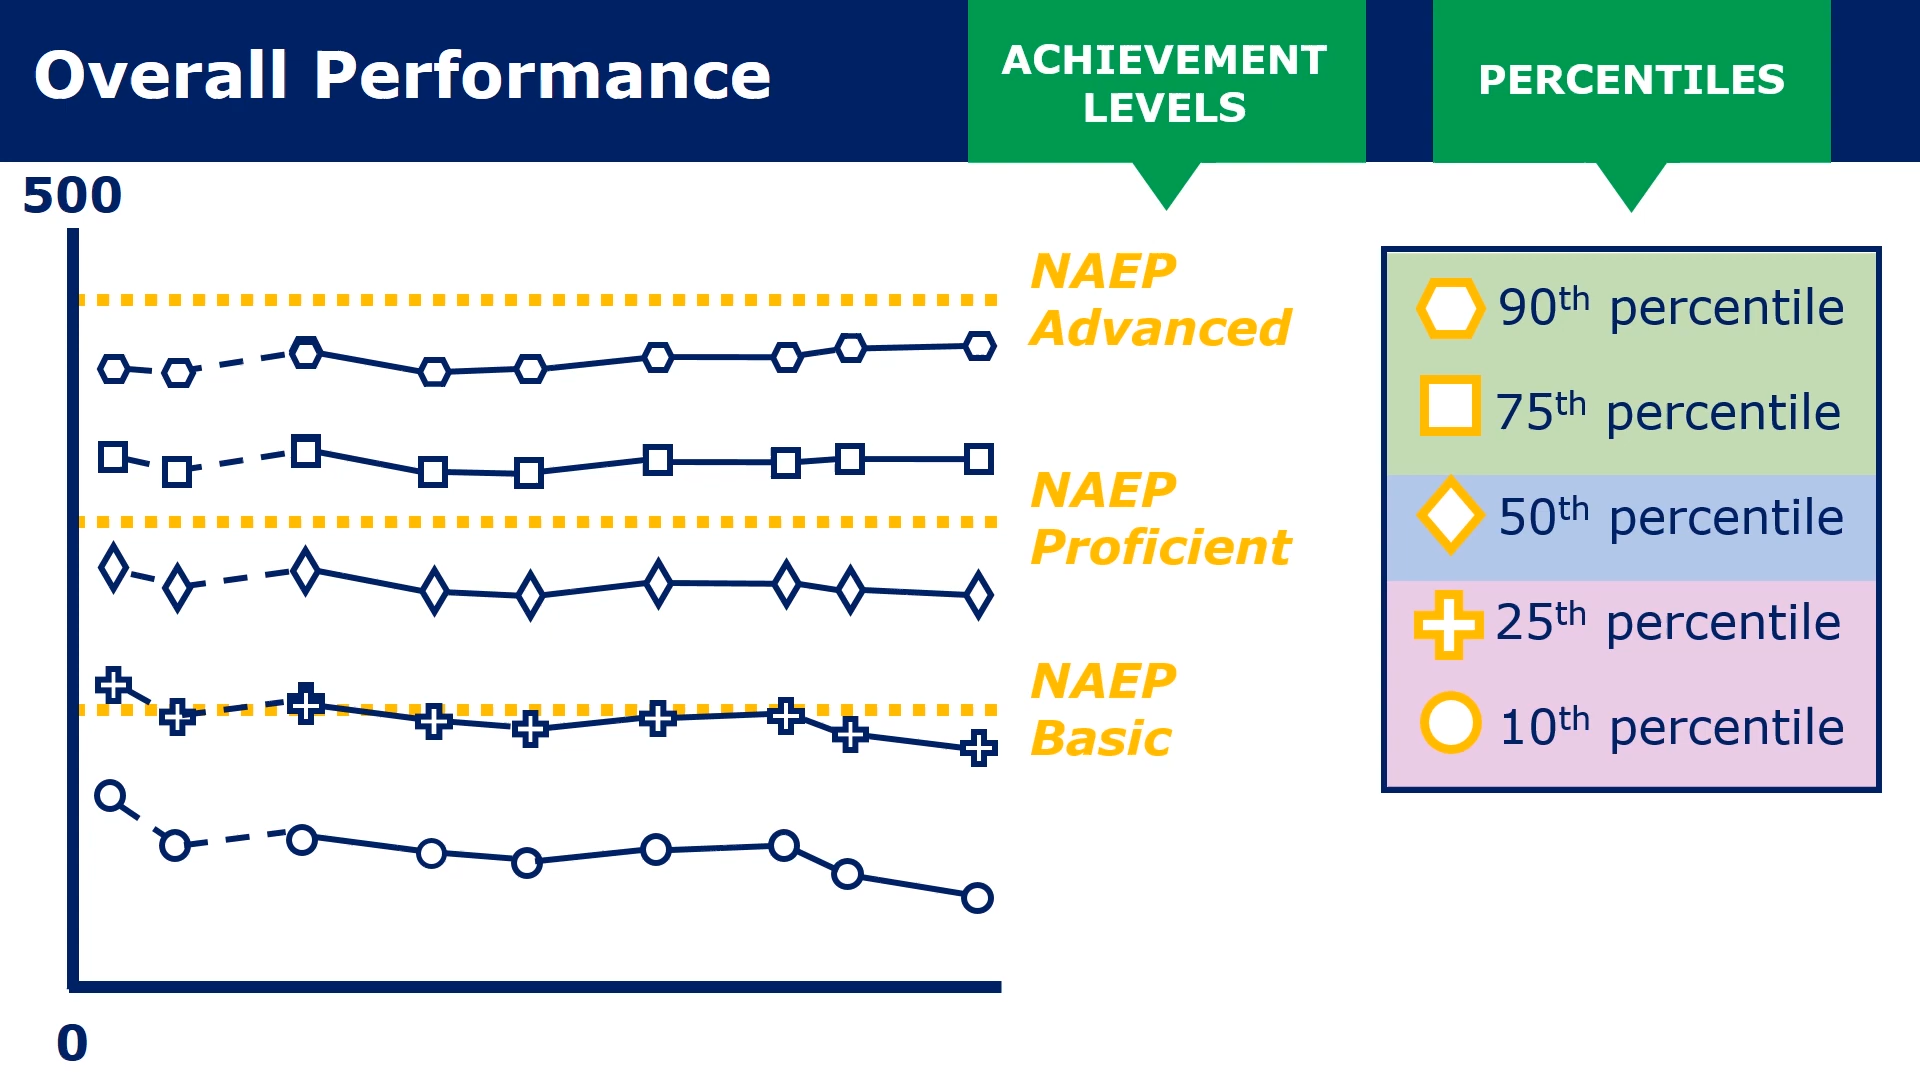 Overall Performance
ACHIEVEMENT
LEVELS
PERCENTILES
500
NAEP
Advanced
NAEP
Proficient
NAEP
Basic
0
90th percentile
75th percentile
50th percentile
25th percentile
10th percentile